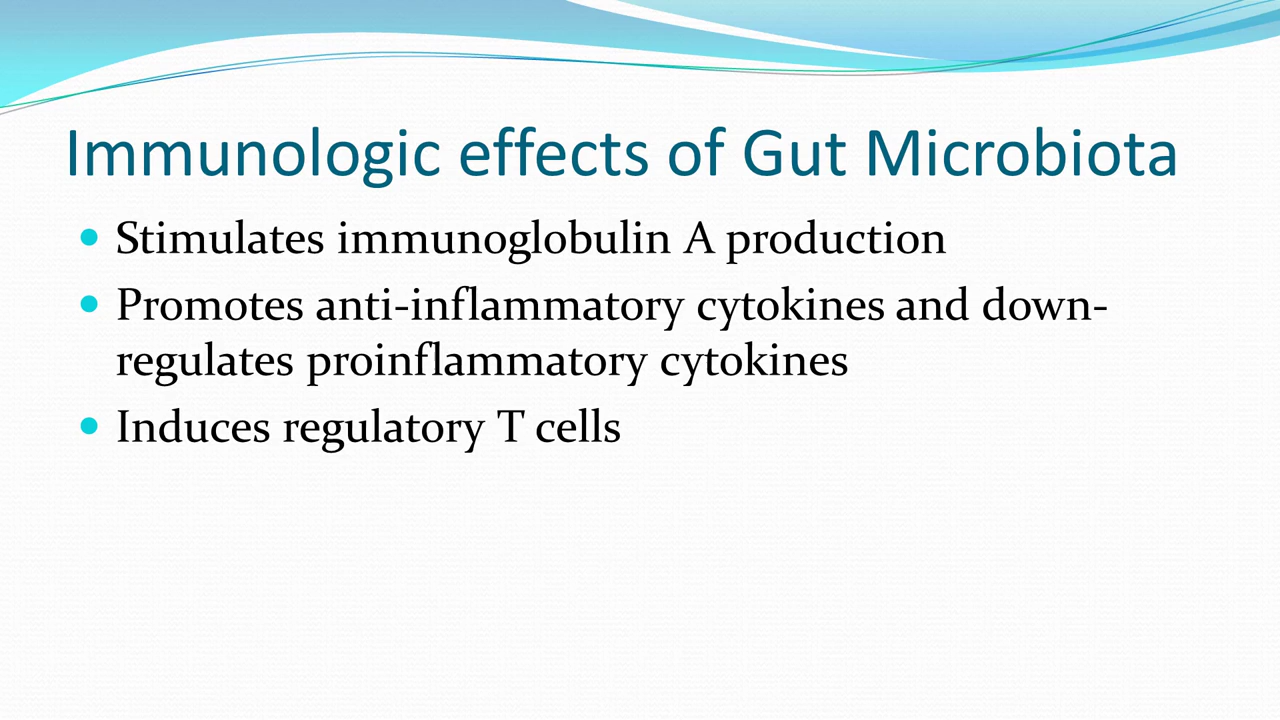 Immunologic effects of Gut Microbiota
Stimulates immunoglobulin A production
Promotes anti-inflammatory cytokines and down-
regulates proinflammatory cytokines
Induces regulatory T cells